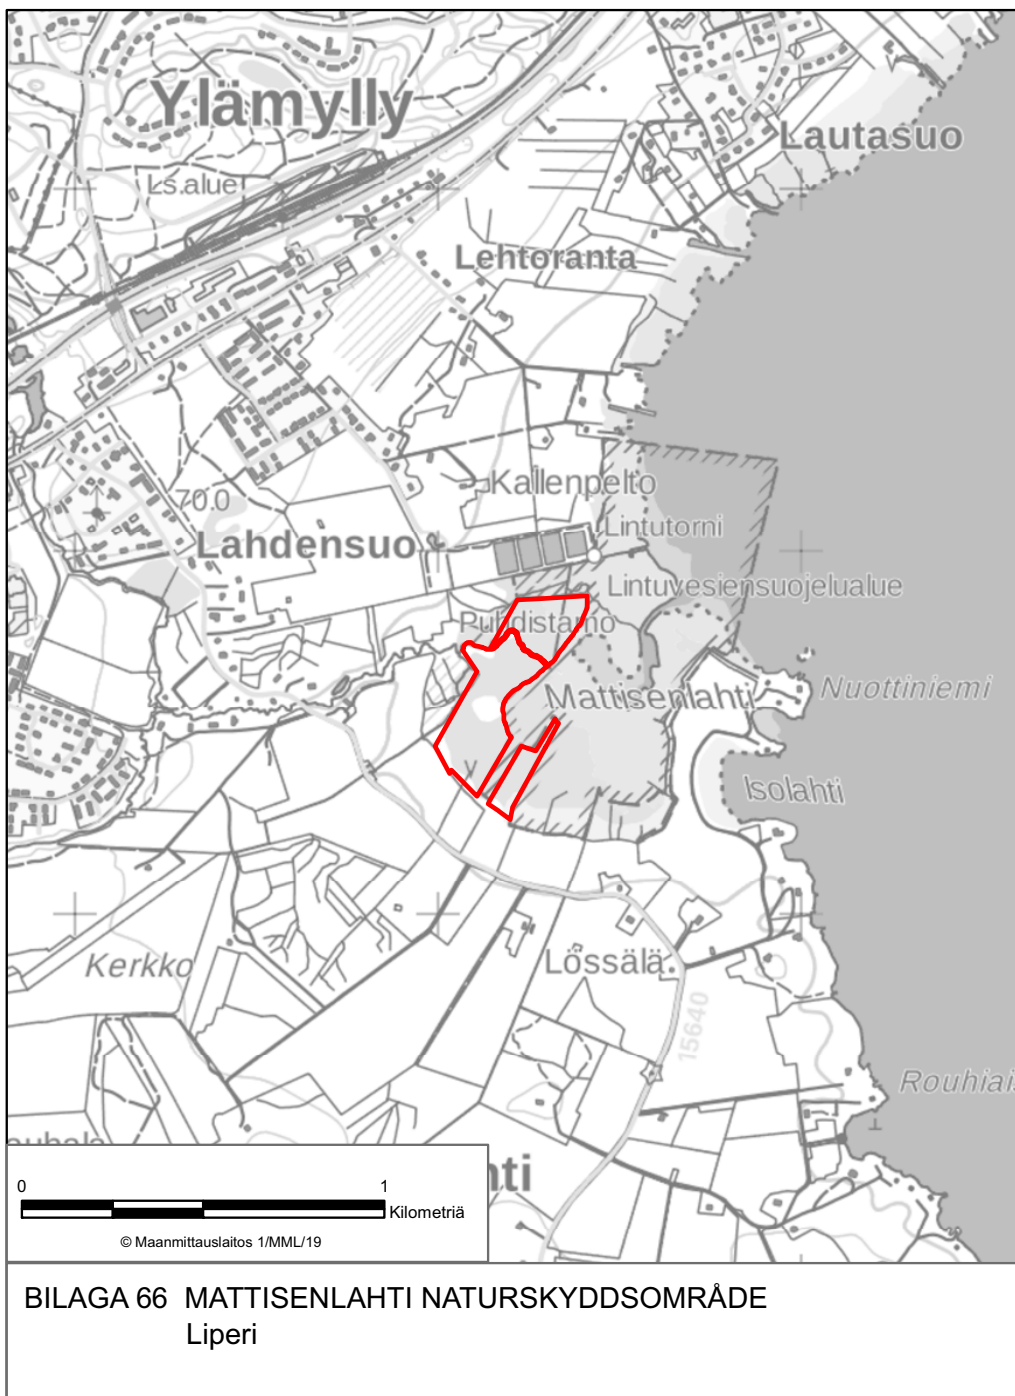 Ylämylly
Lautasuo
Ls.alue
Lehtoranta
Kallenpelto
70.0
Lintutorni
Lahdensuo
Lintuvesiensuojelualue
Puhdistamo
Nuottiniemi
Mattisenlahti
y
Isolahti
Lössälä
Kerkko
15640
0
1
Kilometriä
© Maanmittauslaitos 1/MML/19
BILAGA 66 MATTISENLAHTI NATURSKYDDSOMRÅDE
Liperi